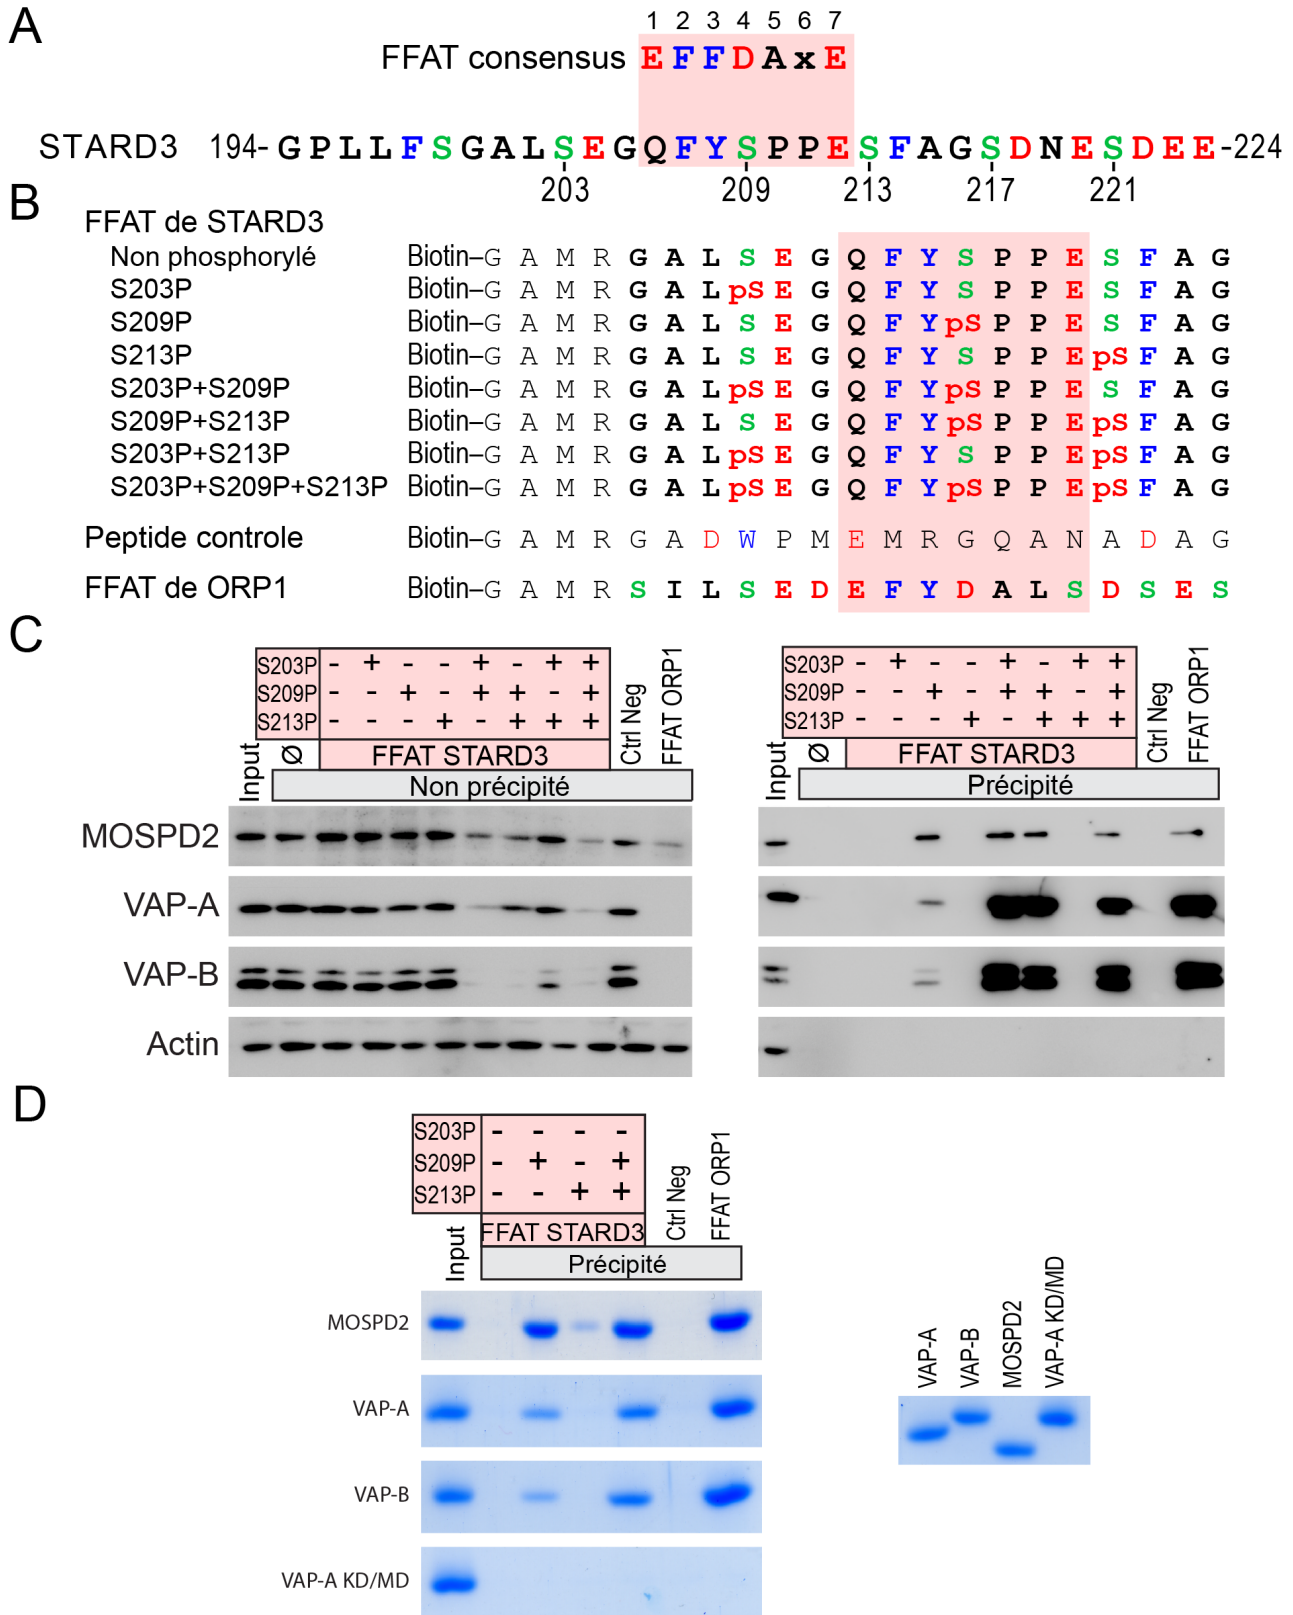 A
1 2 3 4 5 6 7
FFAT consensus E F F D A x E
STARD3 194- G P L L F S G A L S E G Q F Y S P P E S F A G S D N E S D E E -224
203 209 213 217 221
B
FFAT de STARD3
Non phosphorylé Biotin–G A M R G A L S E G Q F Y S P P E S F A G
S203P Biotin–G A M R G A L pS E G Q F Y S P P E S F A G
S209P Biotin–G A M R G A L S E G Q F Y pS P P E S F A G
S213P Biotin–G A M R G A L S E G Q F Y S P P E pS F A G
S203P+S209P Biotin–G A M R G A L pS E G Q F Y pS P P E S F A G
S209P+S213P Biotin–G A M R G A L S E G Q F Y pS P P E pS F A G
S203P+S213P Biotin–G A M R G A L pS E G Q F Y S P P E pS F A G
S203P+S209P+S213P Biotin–G A M R G A L pS E G Q F Y pS P P E pS F A G
Peptide controle Biotin–G A M R G A D W P M E M R G Q A N A D A G
FFAT de ORP1 Biotin–G A M R S I L S E D E F Y D A L S D S E S
C
S203P - + - - + - + +
S209P - - + - + + - +
S213P - - - + - + + +
Input Ø FFAT STARD3 Ctrl Neg FFAT ORP1
Non précipité
S203P - + - - + - + +
S209P - - + - + + - +
S213P - - - + - + + +
Input Ø FFAT STARD3 Ctrl Neg FFAT ORP1
Précipité
MOSPD2
VAP-A
VAP-B
Actin
D
S203P - - - -
S209P - + - +
S213P - - + +
Input FFAT STARD3 Ctrl Neg FFAT ORP1
Précipité
MOSPD2
VAP-A
VAP-B
VAP-A KD/MD
VAP-A VAP-B MOSPD2 VAP-A KD/MD